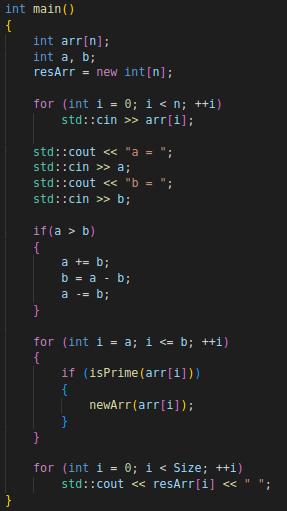 int main()
{
    int arr[n];
    int a, b;
    resArr = new int[n];

    for (int i = 0; i < n; ++i)
        std::cin >> arr[i];

    std::cout << "a = ";
    std::cin >> a;
    std::cout << "b = ";
    std::cin >> b;

    if(a > b)
    {
        a += b;
        b = a - b;
        a -= b;
    }

    for (int i = a; i <= b; ++i)
    {
        if (isPrime(arr[i]))
        {
            newArr(arr[i]);
        }
    }

    for (int i = 0; i < Size; ++i)
        std::cout << resArr[i] << " ";
}